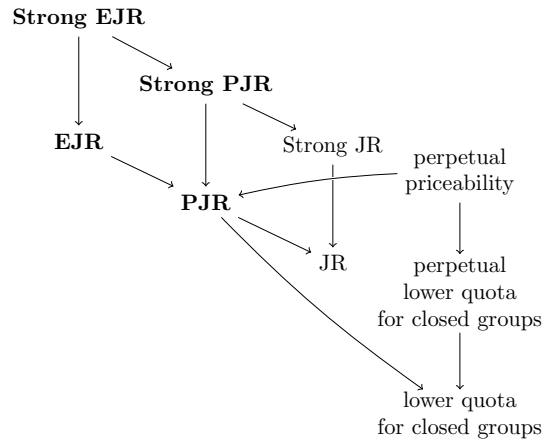 Strong EJR
Strong PJR
EJR
Strong JR
perpetual
priceability
PJR
JR
perpetual
lower quota
for closed groups
lower quota
for closed groups